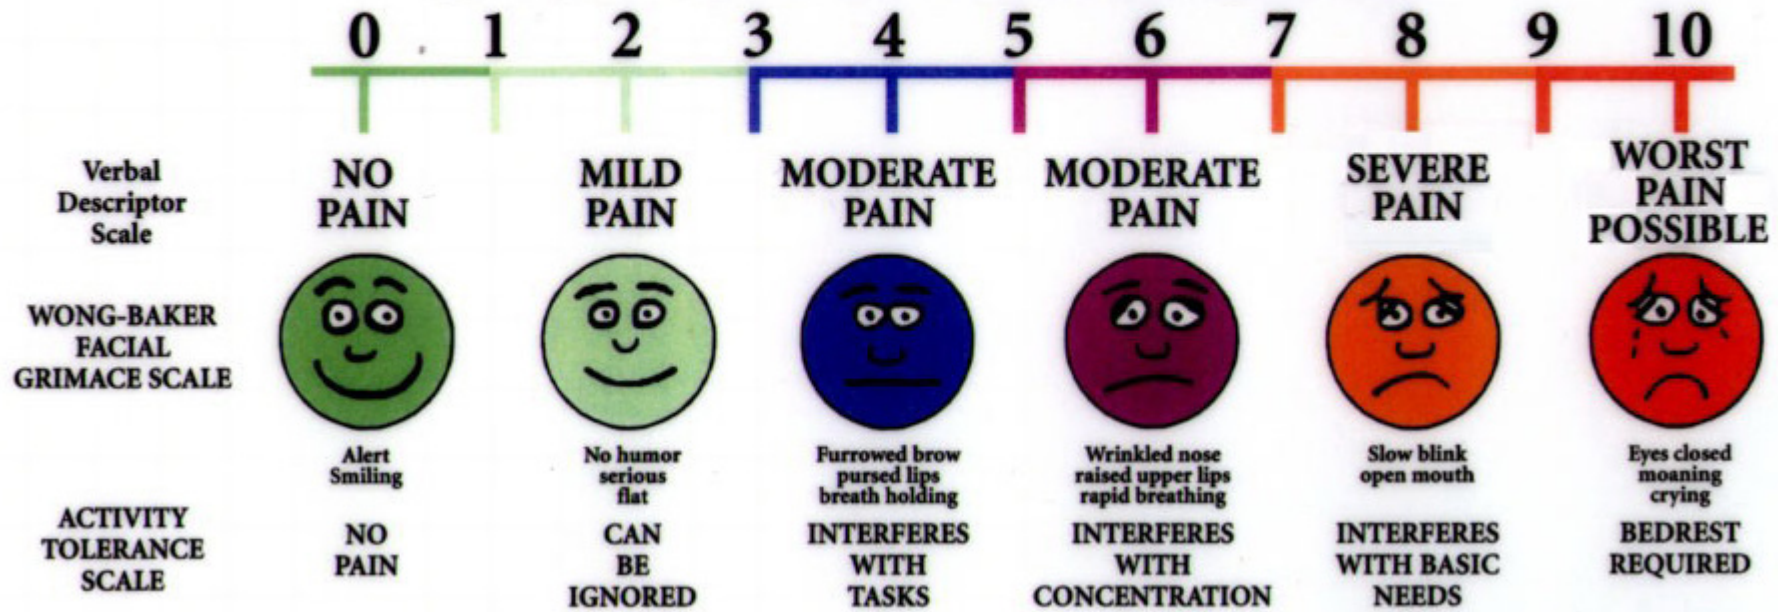 0 1 2 3 4 5 6 7 8 9 10
Verbal
Descriptor
Scale
NO
PAIN
MILD
PAIN
MODERATE
PAIN
MODERATE
PAIN
SEVERE
PAIN
WORST
PAIN
POSSIBLE
WONG-BAKER
FACIAL
GRIMACE SCALE
Alert
Smiling
No humor
serious
flat
Furrowed brow
pursed lips
breath holding
Wrinkled nose
raised upper lips
rapid breathing
Slow blink
open mouth
Eyes closed
moaning
crying
ACTIVITY
TOLERANCE
SCALE
NO
PAIN
CAN
BE
IGNORED
INTERFERES
WITH
TASKS
INTERFERES
WITH
CONCENTRATION
INTERFERES
WITH BASIC
NEEDS
BEDREST
REQUIRED